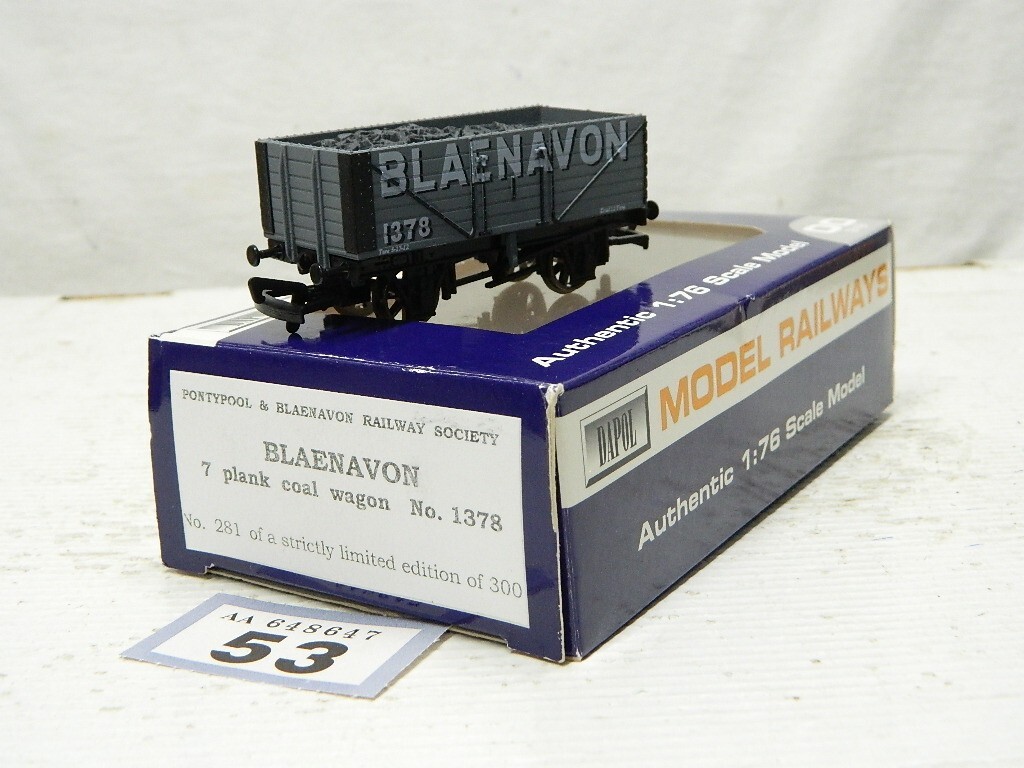 BLAENAVON
1378
OO
Authentic 1:76 Scale Model
MODEL RAILWAYS
DAPOL
Authentic 1:76 Scale Model
PONTYPOOL & BLAENAVON RAILWAY SOCIETY
BLAENAVON
7 plank coal wagon No. 1378
No. 281 of a strictly limited edition of 300
AA 648647
53